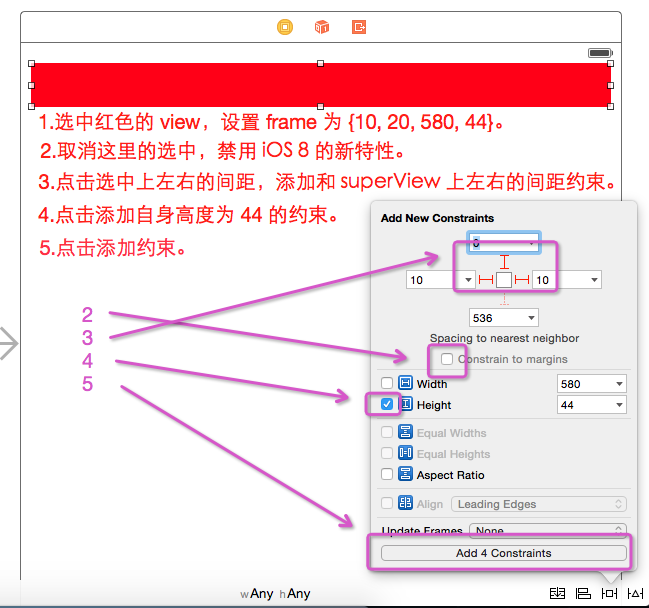 1.选中红色的 view，设置 frame 为 {10, 20, 580, 44}。
2.取消这里的选中，禁用 iOS 8 的新特性。
3.点击选中上左右的间距，添加和 superView 上左右的间距约束。
4.点击添加自身高度为 44 的约束。
5.点击添加约束。
Add New Constraints
0
10 10
536
Spacing to nearest neighbor
2
3
4
5
Constrain to margins
Width 580
Height 44
Equal Widths
Equal Heights
Aspect Ratio
Align Leading Edges
Update Frames None
Add 4 Constraints
wAny hAny